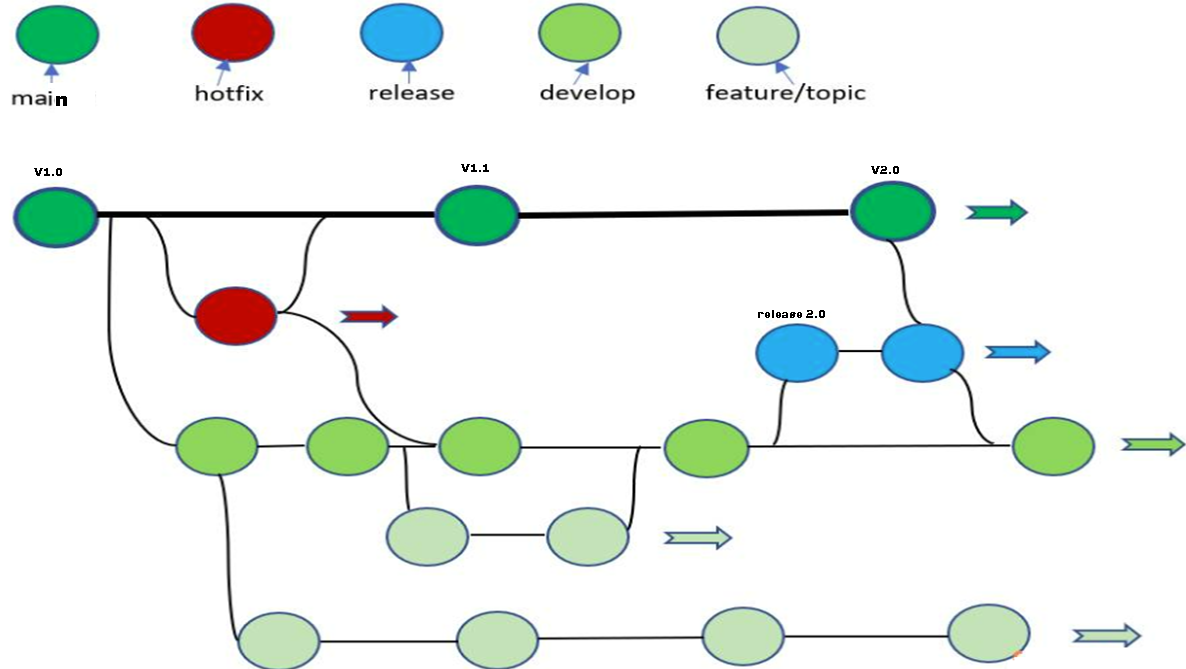 main
hotfix
release
develop
feature/topic
V1.0
V1.1
V2.0
release 2.0